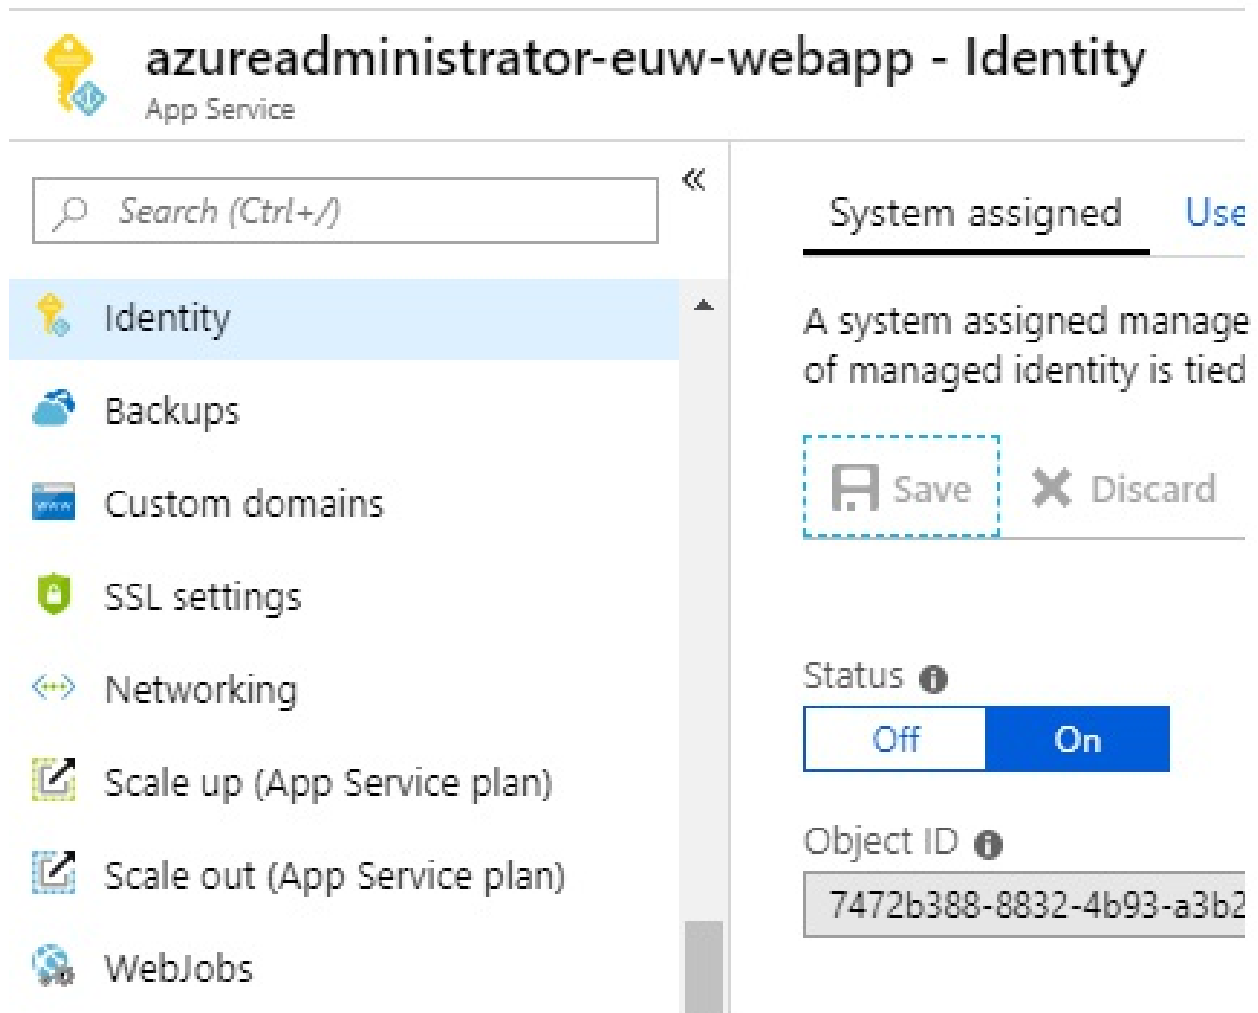 azureadministrator-euw-webapp - Identity
App Service
Search (Ctrl+/)
«
Identity
Backups
Custom domains
www
SSL settings
Networking
Scale up (App Service plan)
Scale out (App Service plan)
WebJobs
System assigned Use
A system assigned manage
of managed identity is tied
Save Discard
Status
Off On
Object ID
7472b388-8832-4b93-a3b2